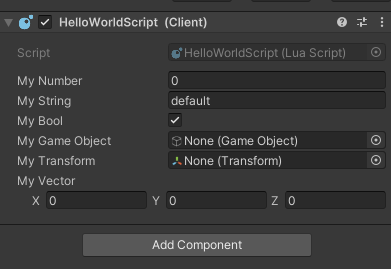 HelloWorldScript (Client)
Script HelloWorldScript (Lua Script)
My Number 0
My String default
My Bool
My Game Object None (Game Object)
My Transform None (Transform)
My Vector
X 0 Y 0 Z 0
Add Component